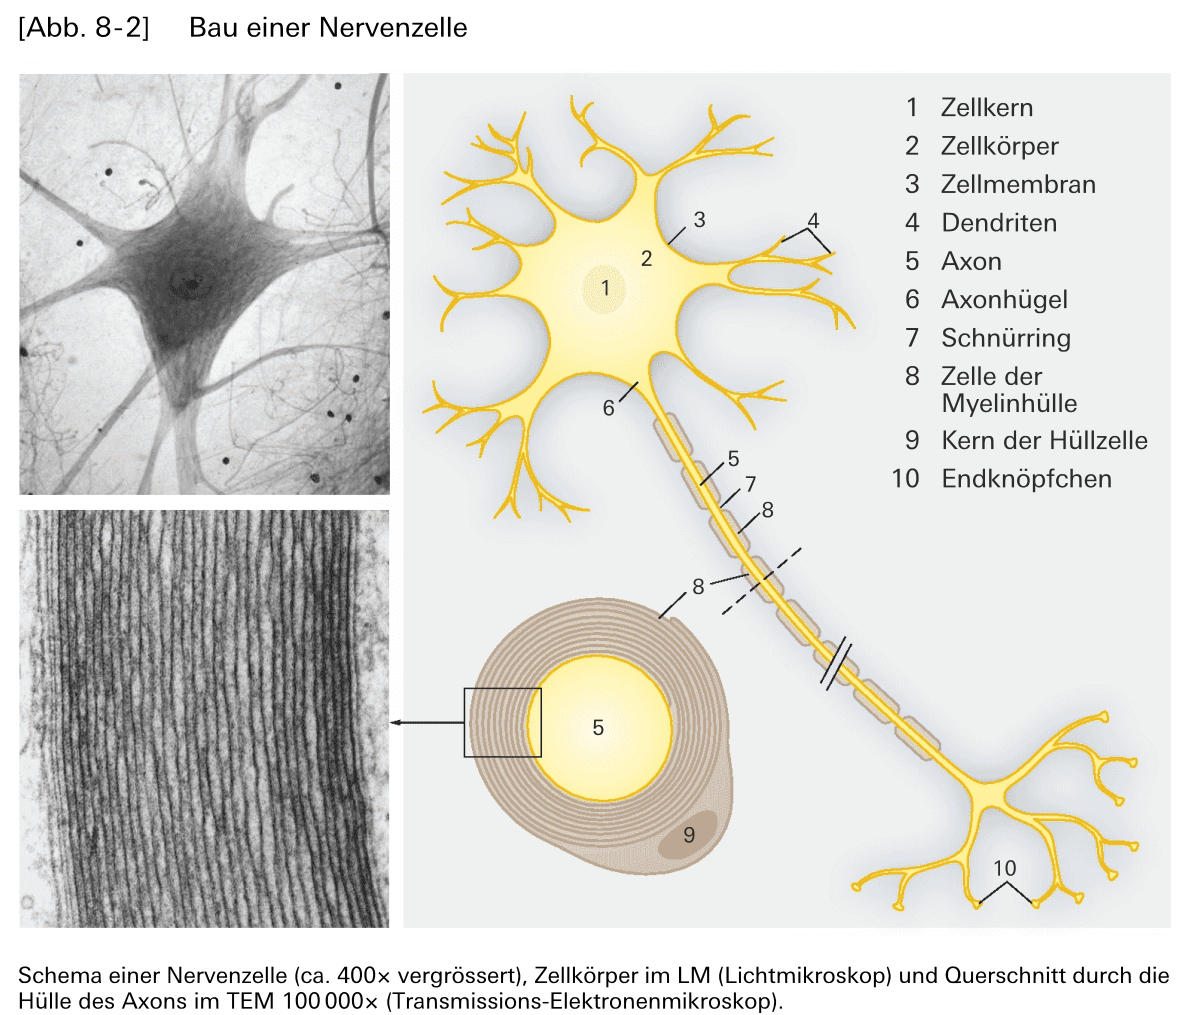 [Abb. 8-2] Bau einer Nervenzelle
1 Zellkern
2 Zellkörper
3 Zellmembran
4 Dendriten
5 Axon
6 Axonhügel
7 Schnürring
8 Zelle der
Myelinhülle
9 Kern der Hüllzelle
10 Endknöpfchen
3
4
2
1
6
5
7
8
8
5
9
10
Schema einer Nervenzelle (ca. 400× vergrössert), Zellkörper im LM (Lichtmikroskop) und Querschnitt durch die
Hülle des Axons im TEM 100 000× (Transmissions-Elektronenmikroskop).